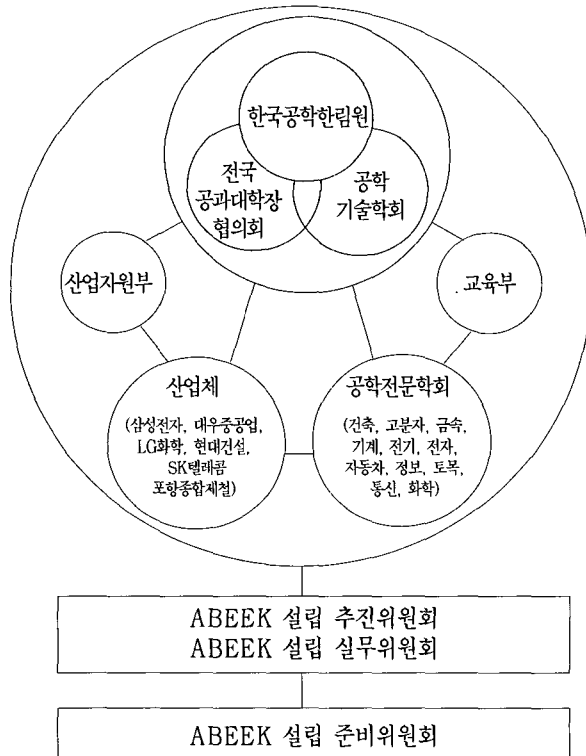 한국공학한림원
전국
공과대학장
협의회
공학
기술학회
산업자원부
교육부
산업체
(삼성전자, 대우중공업,
LG화학, 현대건설,
SK텔레콤
포항종합제철)
공학전문학회
(건축, 고분자, 금속,
기계, 전기, 전자,
자동차, 정보, 토목,
통신, 화학)
ABEEK 설립 추진위원회
ABEEK 설립 실무위원회
ABEEK 설립 준비위원회